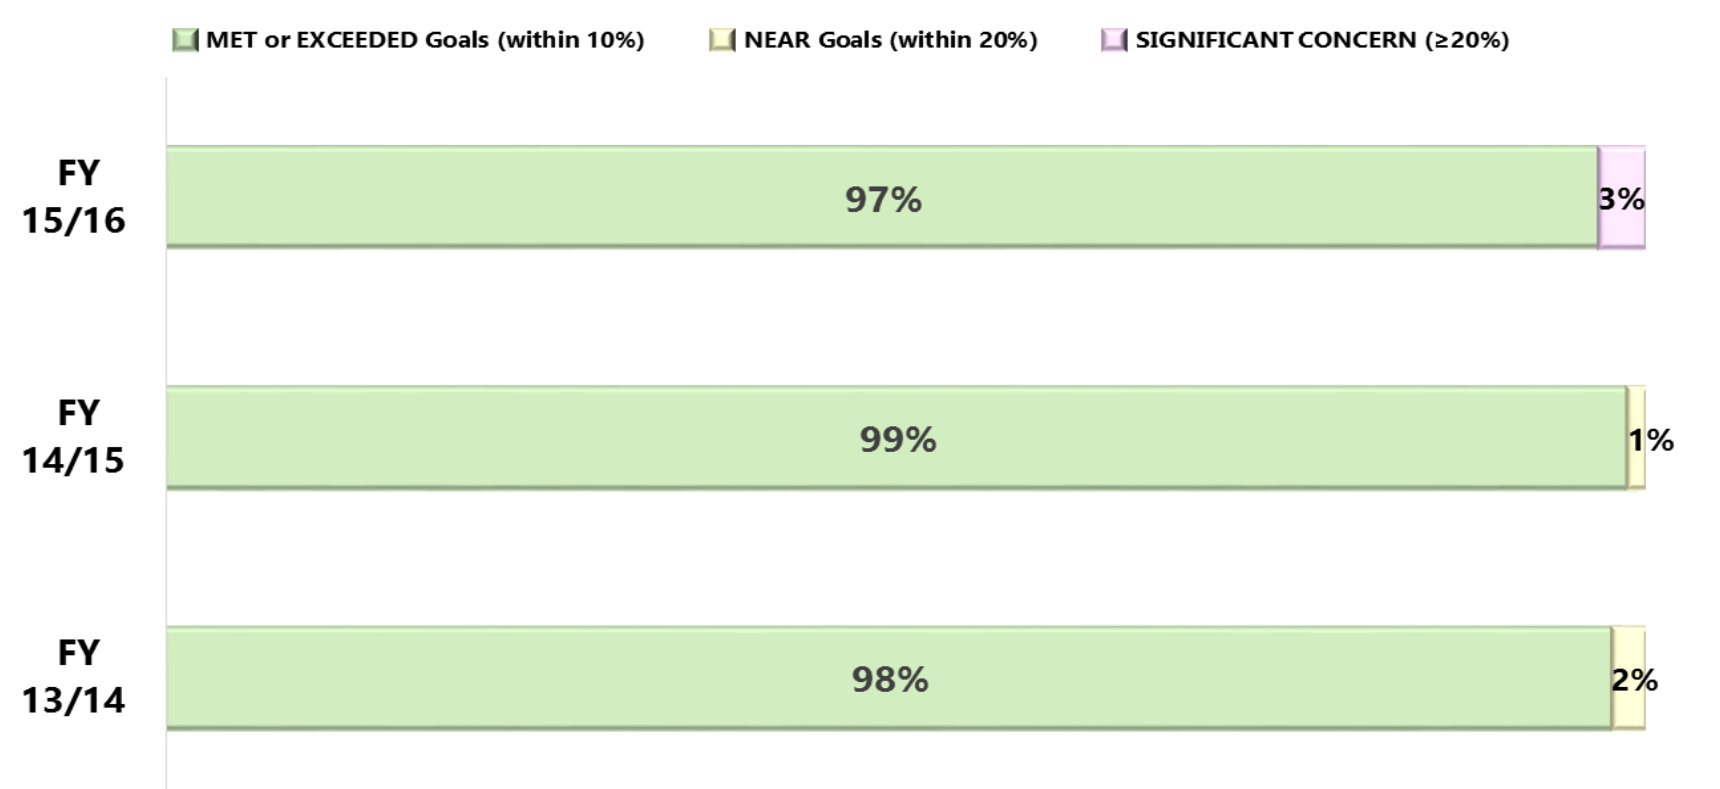 MET or EXCEEDED Goals (within 10%) NEAR Goals (within 20%) SIGNIFICANT CONCERN (≥20%)
FY
15/16
97%
3%
FY
14/15
99%
1%
FY
13/14
98%
2%